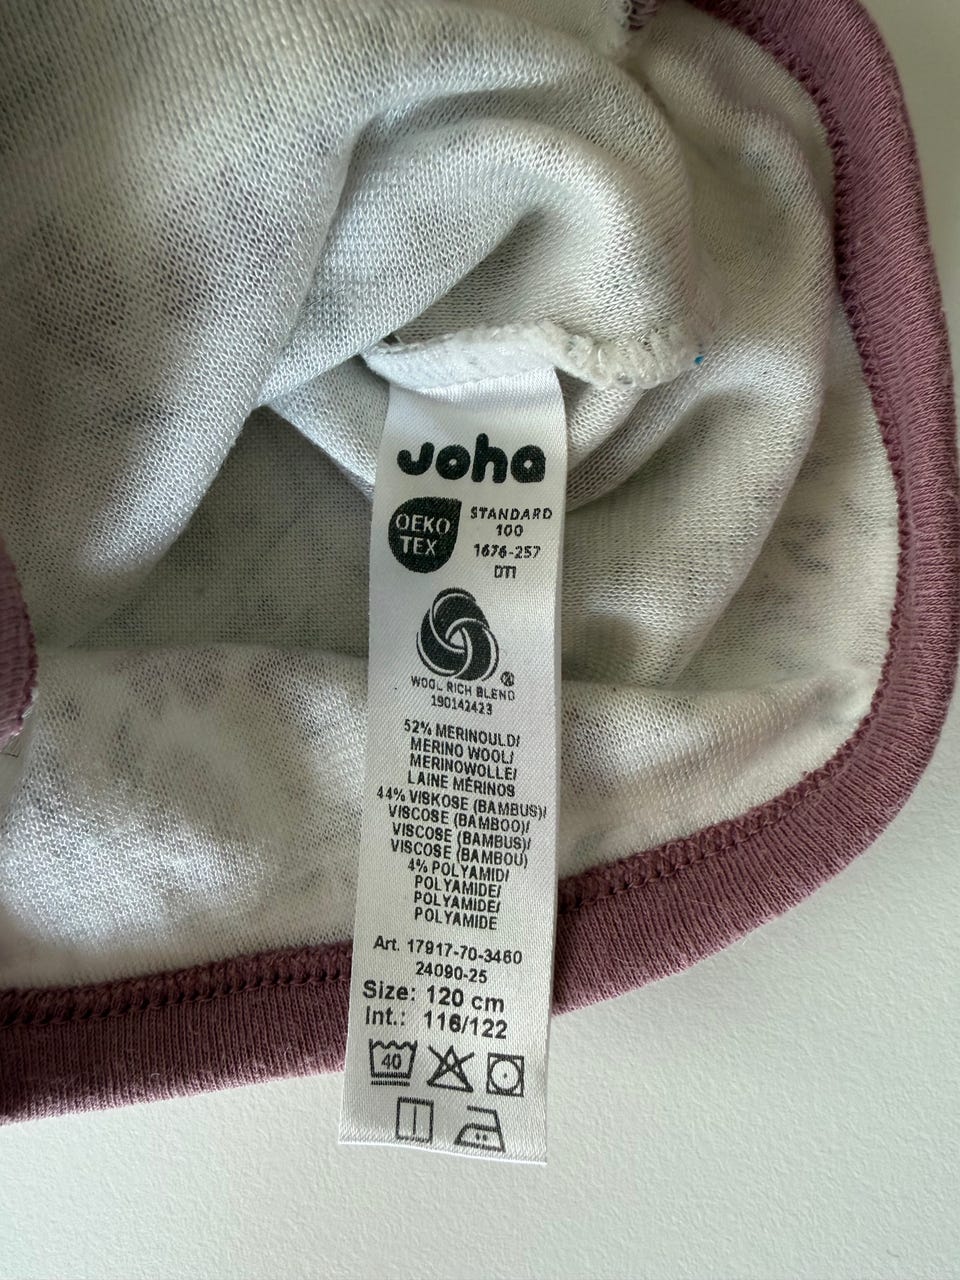 Joha
OEKO
TEX
STANDARD
100
1676-257
DTI
®
WOOL RICH BLEND
190142423
52% MERINOULD/
MERINO WOOL/
MERINOWOLLE/
LAINE MÉRINOS
44% VISKOSE (BAMBUS)/
VISCOSE (BAMBOO)/
VISCOSE (BAMBUS)/
VISCOSE (BAMBOU)
4% POLYAMID/
POLYAMIDE/
POLYAMIDE/
POLYAMIDE
Art. 17917-70-3460
24090-25
Size: 120 cm
Int.: 116/122
40